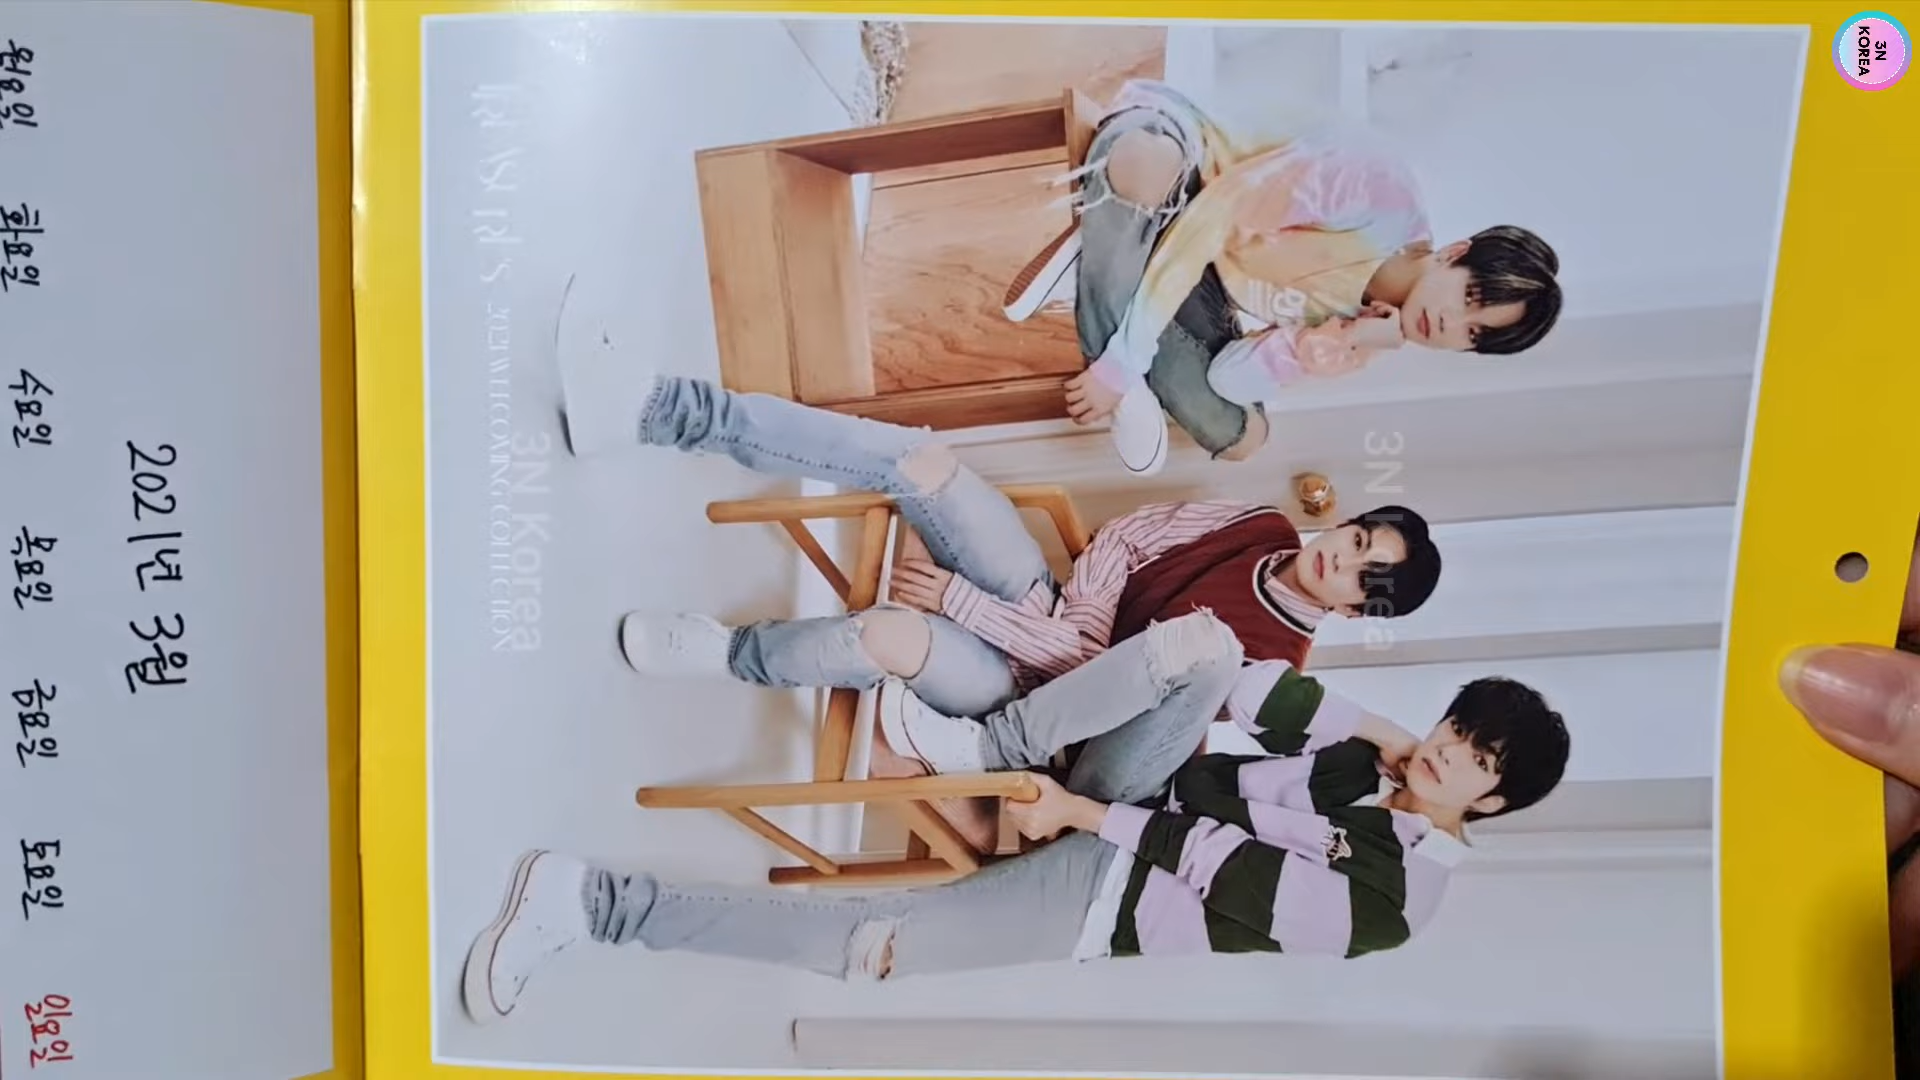 2021년 3월
월요일 화요일 수요일 목요일 금요일 토요일 일요일
2021 WELCOMING COLLECTION
3N Korea
3N Korea
3N
KOREA